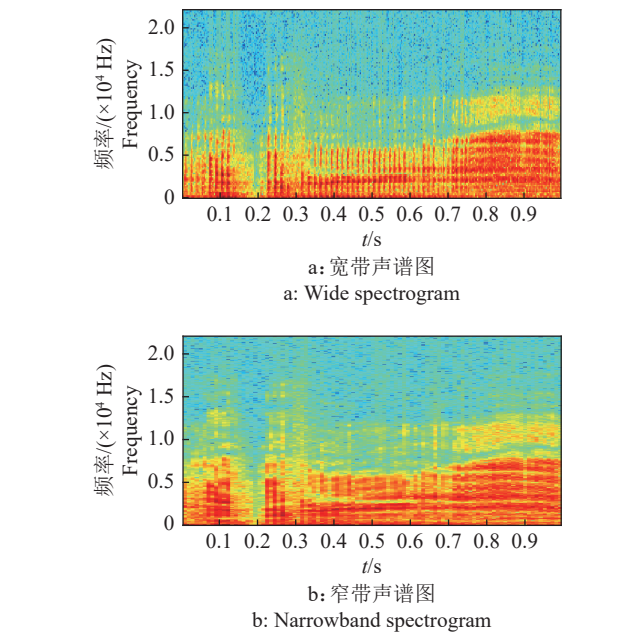 2.0
1.5
1.0
0.5
0
频率/(×10⁴ Hz)
Frequency
0.1 0.2 0.3 0.4 0.5 0.6 0.7 0.8 0.9
t/s
a: 宽带声谱图
a: Wide spectrogram
2.0
1.5
1.0
0.5
0
频率/(×10⁴ Hz)
Frequency
0.1 0.2 0.3 0.4 0.5 0.6 0.7 0.8 0.9
t/s
b: 窄带声谱图
b: Narrowband spectrogram